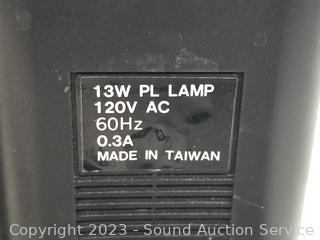 13W PL LAMP
120V AC
60Hz
0.3A
MADE IN TAIWAN
Copyright 2023 - Sound Auction Service